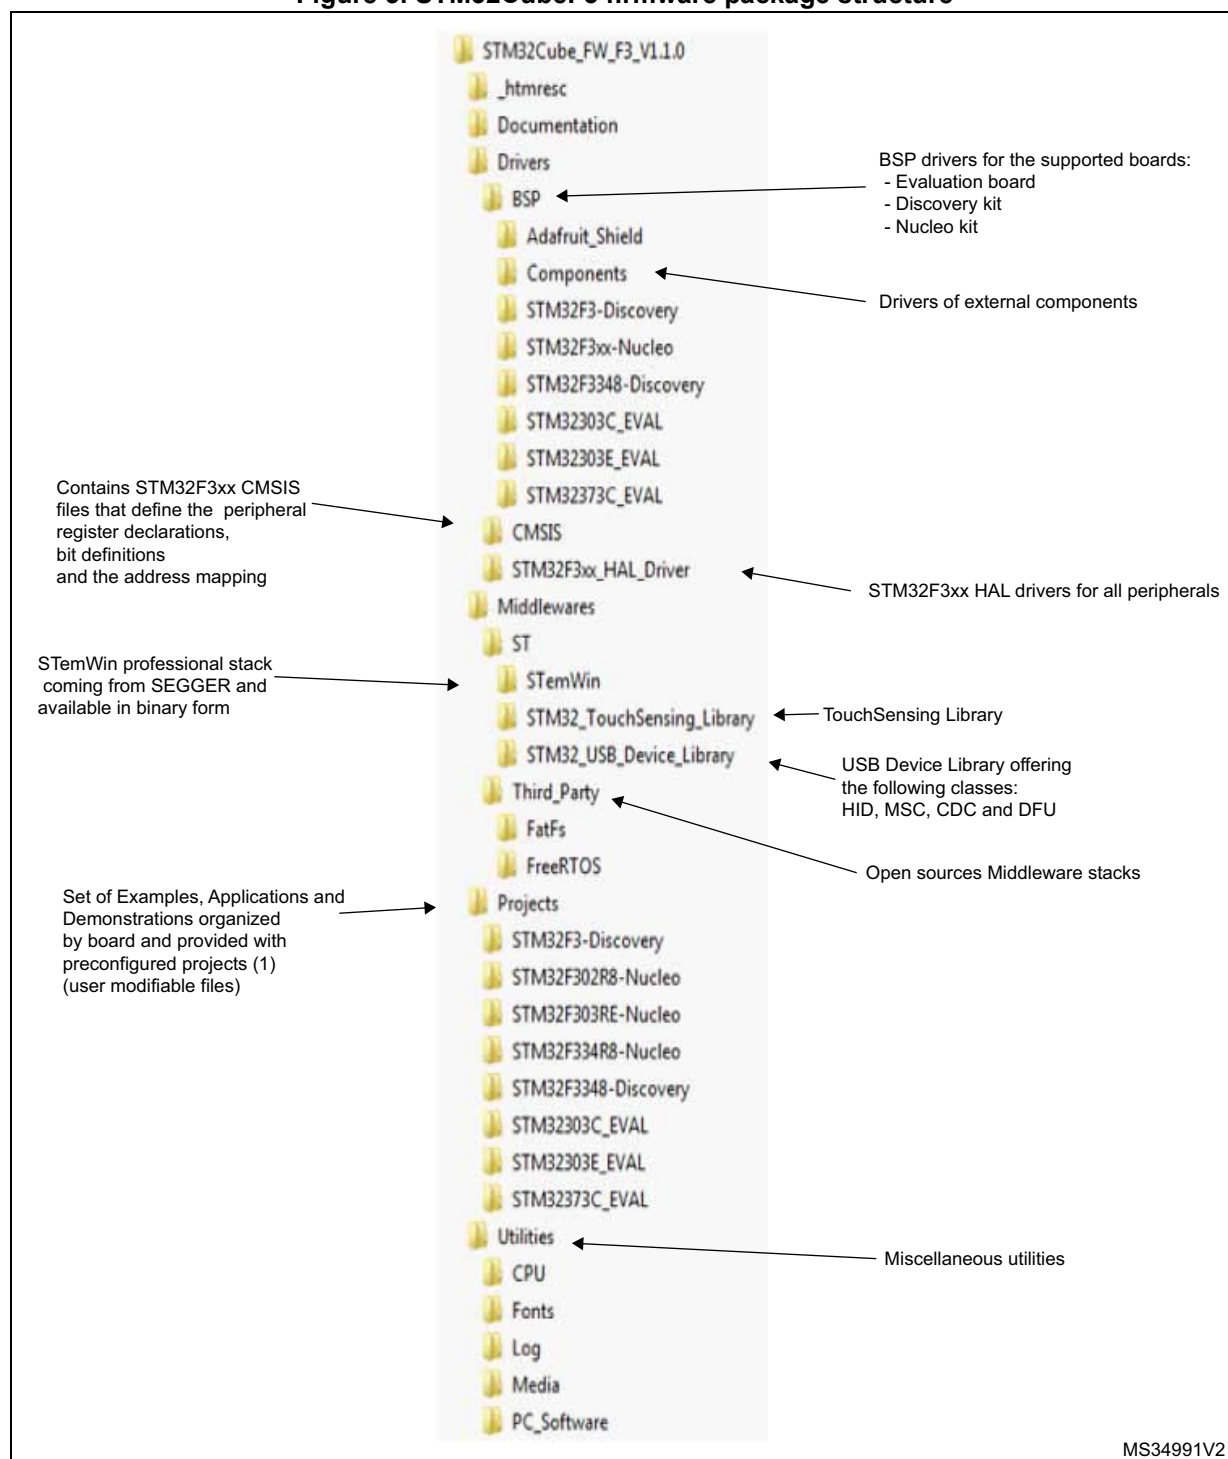 STM32Cube_FW_F3_V1.1.0
_htmresc
Documentation
Drivers
BSP
Adafruit_Shield
Components
STM32F3-Discovery
STM32F3xx-Nucleo
STM32F3348-Discovery
STM32303C_EVAL
STM32303E_EVAL
STM32373C_EVAL
CMSIS
STM32F3xx_HAL_Driver
Middlewares
ST
STemWin
STM32_TouchSensing_Library
STM32_USB_Device_Library
Third_Party
FatFs
FreeRTOS
Projects
STM32F3-Discovery
STM32F302R8-Nucleo
STM32F303RE-Nucleo
STM32F334R8-Nucleo
STM32F3348-Discovery
STM32303C_EVAL
STM32303E_EVAL
STM32373C_EVAL
Utilities
CPU
Fonts
Log
Media
PC_Software
BSP drivers for the supported boards:
- Evaluation board
- Discovery kit
- Nucleo kit
Drivers of external components
Contains STM32F3xx CMSIS
files that define the peripheral
register declarations,
bit definitions
and the address mapping
STM32F3xx HAL drivers for all peripherals
STemWin professional stack
coming from SEGGER and
available in binary form
TouchSensing Library
USB Device Library offering
the following classes:
HID, MSC, CDC and DFU
Open sources Middleware stacks
Set of Examples, Applications and
Demonstrations organized
by board and provided with
preconfigured projects (1)
(user modifiable files)
Miscellaneous utilities
MS34991V2